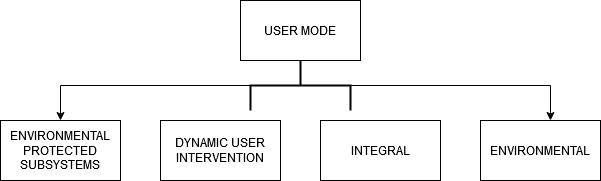 USER MODE
ENVIRONMENTAL
PROTECTED
SUBSYSTEMS
DYNAMIC USER
INTERVENTION
INTEGRAL
ENVIRONMENTAL